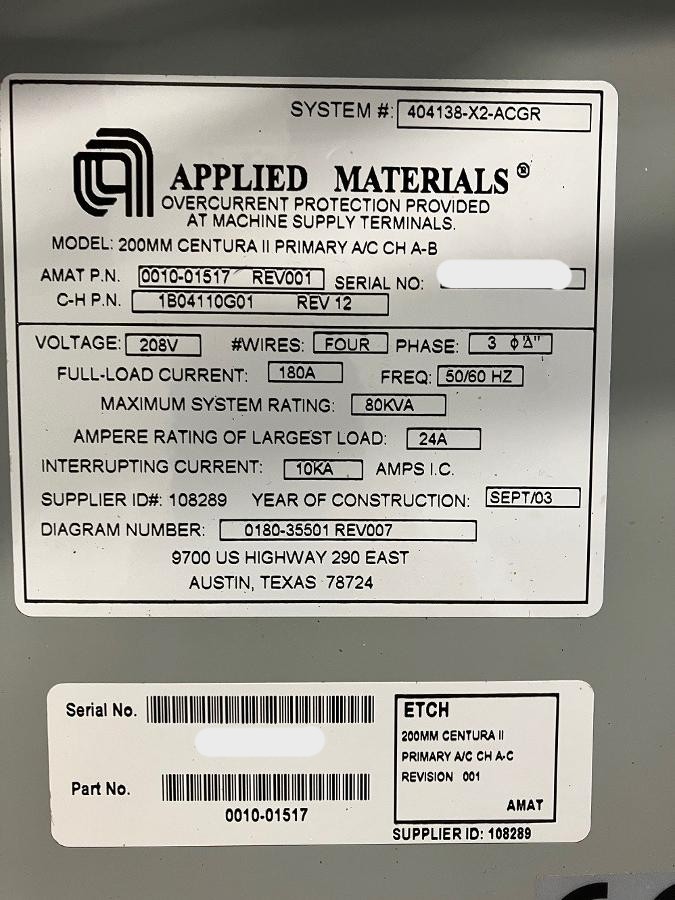 SYSTEM #: 404138-X2-ACGR
APPLIED MATERIALS®
OVERCURRENT PROTECTION PROVIDED
AT MACHINE SUPPLY TERMINALS.
MODEL: 200MM CENTURA II PRIMARY A/C CH A-B
AMAT P.N. 0010-01517 REV001 SERIAL NO:
C-H P.N. 1B04110G01 REV 12
VOLTAGE: 208V #WIRES: FOUR PHASE: 3 ϕ"Δ"
FULL-LOAD CURRENT: 180A FREQ: 50/60 HZ
MAXIMUM SYSTEM RATING: 80KVA
AMPERE RATING OF LARGEST LOAD: 24A
INTERRUPTING CURRENT: 10KA AMPS I.C.
SUPPLIER ID#: 108289 YEAR OF CONSTRUCTION: SEPT/03
DIAGRAM NUMBER: 0180-35501 REV007
9700 US HIGHWAY 290 EAST
AUSTIN, TEXAS 78724
Serial No.
Part No.
0010-01517
ETCH
200MM CENTURA II
PRIMARY A/C CH A-C
REVISION 001
AMAT
SUPPLIER ID: 108289